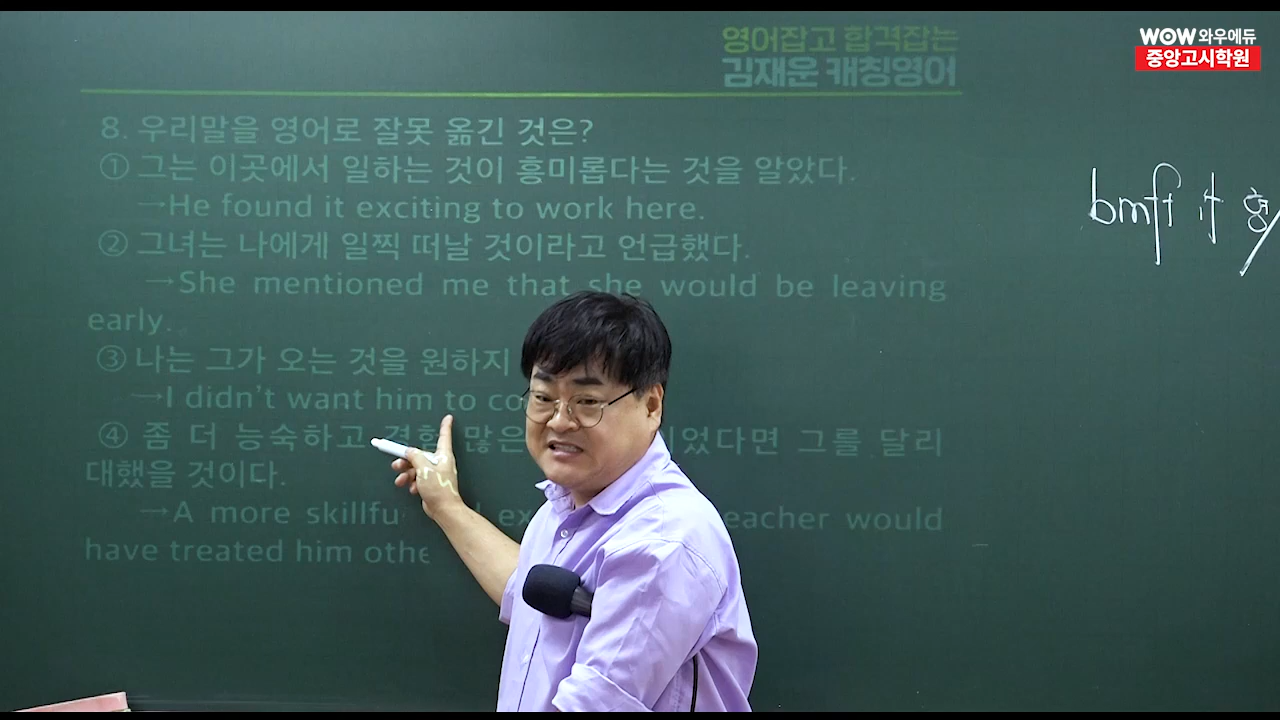 WOW 와우에듀
중앙고시학원
영어잡고 합격잡는
김재운 캐칭영어
8. 우리말을 영어로 잘못 옮긴 것은?
① 그는 이곳에서 일하는 것이 흥미롭다는 것을 알았다.
→He found it exciting to work here.
② 그녀는 나에게 일찍 떠날 것이라고 언급했다.
→She mentioned me that she would be leaving
early.
③ 나는 그가 오는 것을 원하지
→I didn't want him to co
④ 좀 더 능숙하고 경험 많은 었다면 그를 달리
대했을 것이다.
→A more skillfu ex eacher would
have treated him othe
bmft it